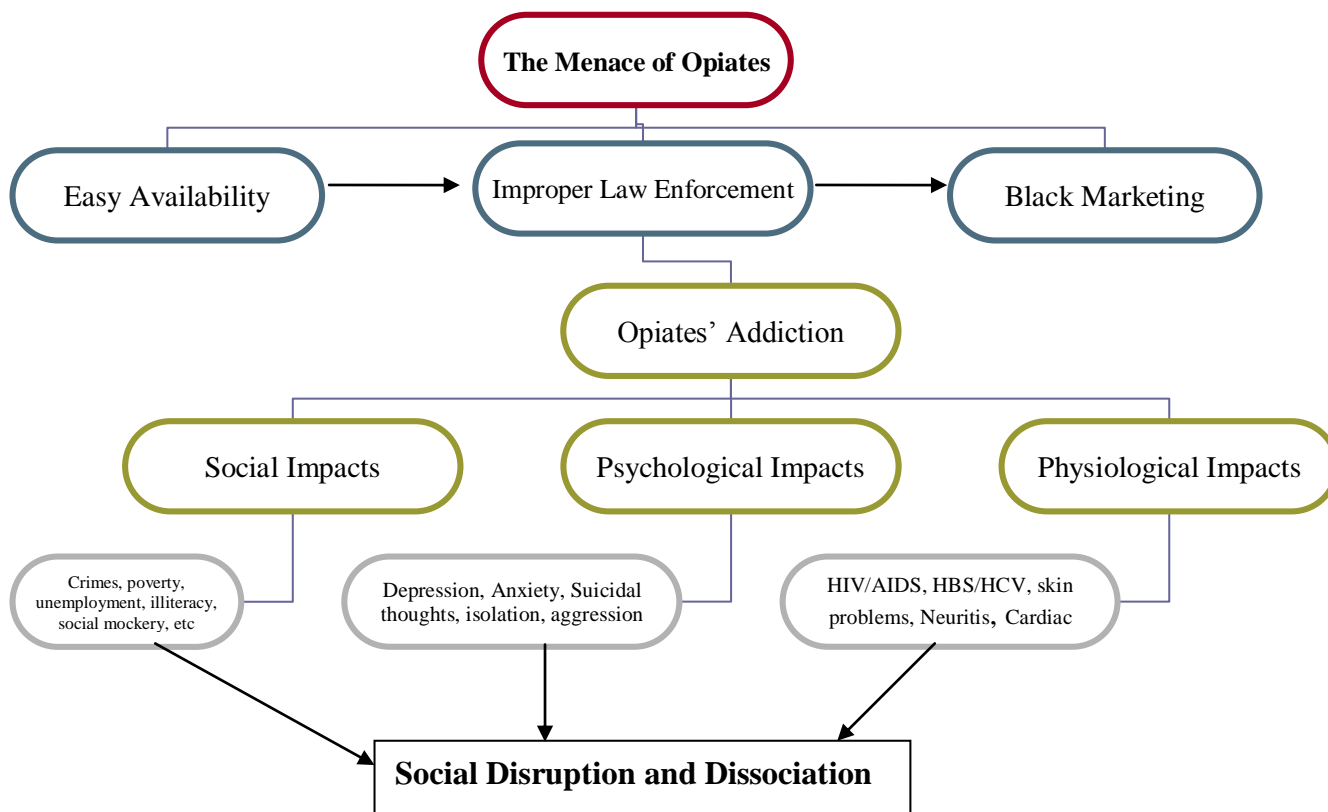 The Menace of Opiates
Easy Availability
Improper Law Enforcement
Black Marketing
Opiates’ Addiction
Social Impacts
Psychological Impacts
Physiological Impacts
Crimes, poverty,
unemployment, illiteracy,
social mockery, etc
Depression, Anxiety, Suicidal
thoughts, isolation, aggression
HIV/AIDS, HBS/HCV, skin
problems, Neuritis, Cardiac
Social Disruption and Dissociation